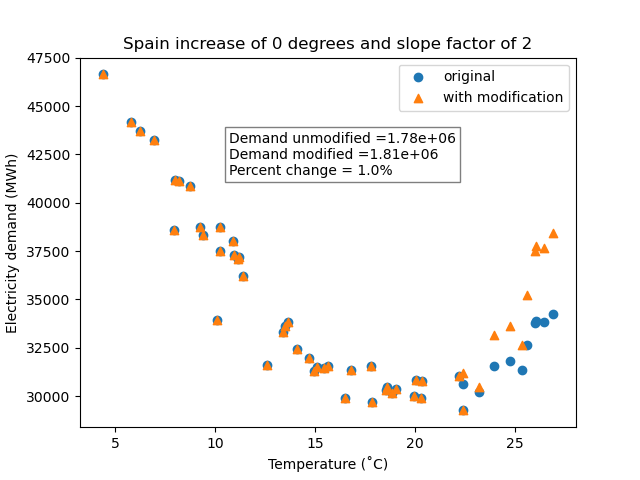 Spain increase of 0 degrees and slope factor of 2
47500
45000
42500
40000
37500
35000
32500
30000
Electricity demand (MWh)
original
with modification
Demand unmodified =1.78e+06
Demand modified =1.81e+06
Percent change = 1.0%
5 10 15 20 25
Temperature (˚C)